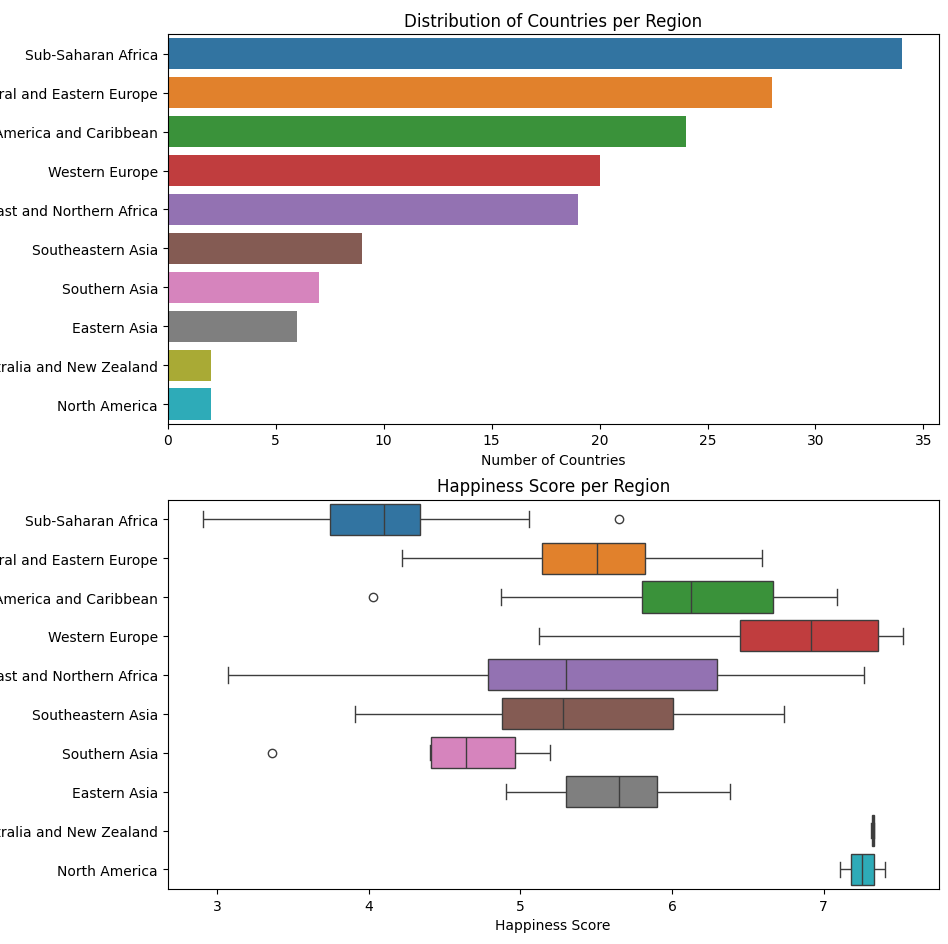 Distribution of Countries per Region
Sub-Saharan Africa
ral and Eastern Europe
America and Caribbean
Western Europe
ast and Northern Africa
Southeastern Asia
Southern Asia
Eastern Asia
ralia and New Zealand
North America
0 5 10 15 20 25 30 35
Number of Countries
Happiness Score per Region
Sub-Saharan Africa
ral and Eastern Europe
America and Caribbean
Western Europe
ast and Northern Africa
Southeastern Asia
Southern Asia
Eastern Asia
ralia and New Zealand
North America
3 4 5 6 7
Happiness Score